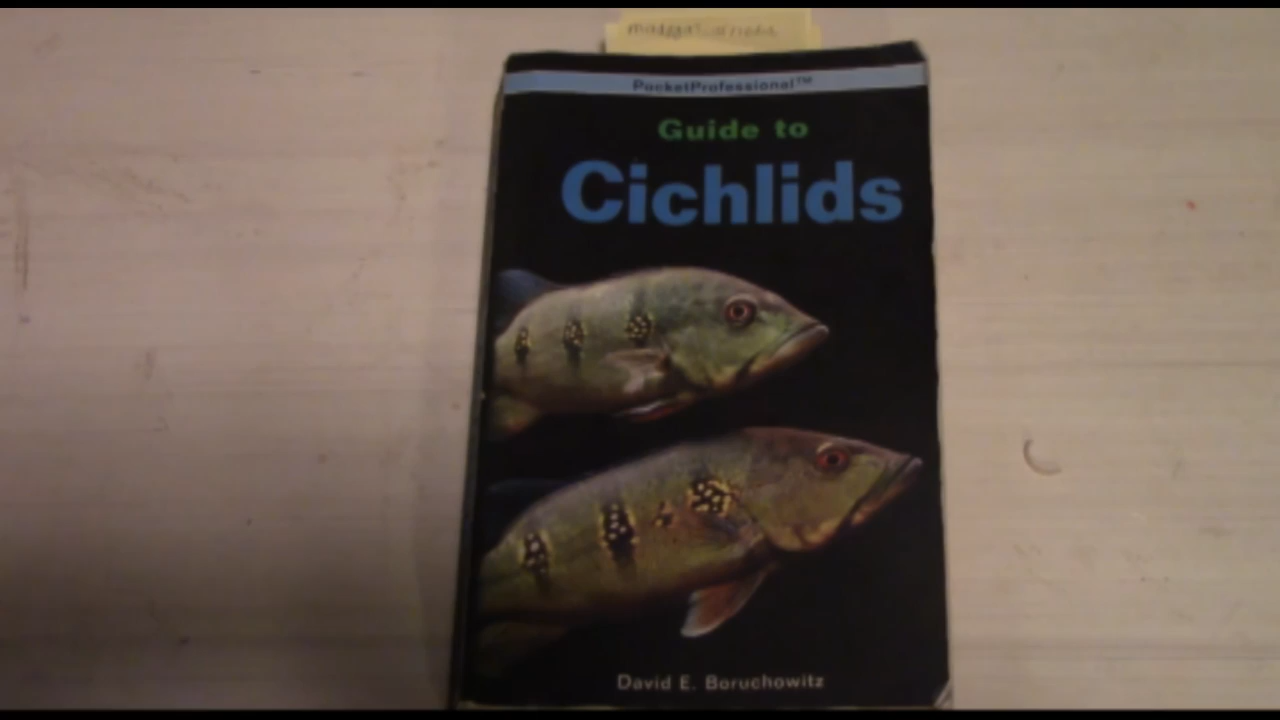 PocketProfessional™
Guide to
Cichlids
David E. Boruchowitz